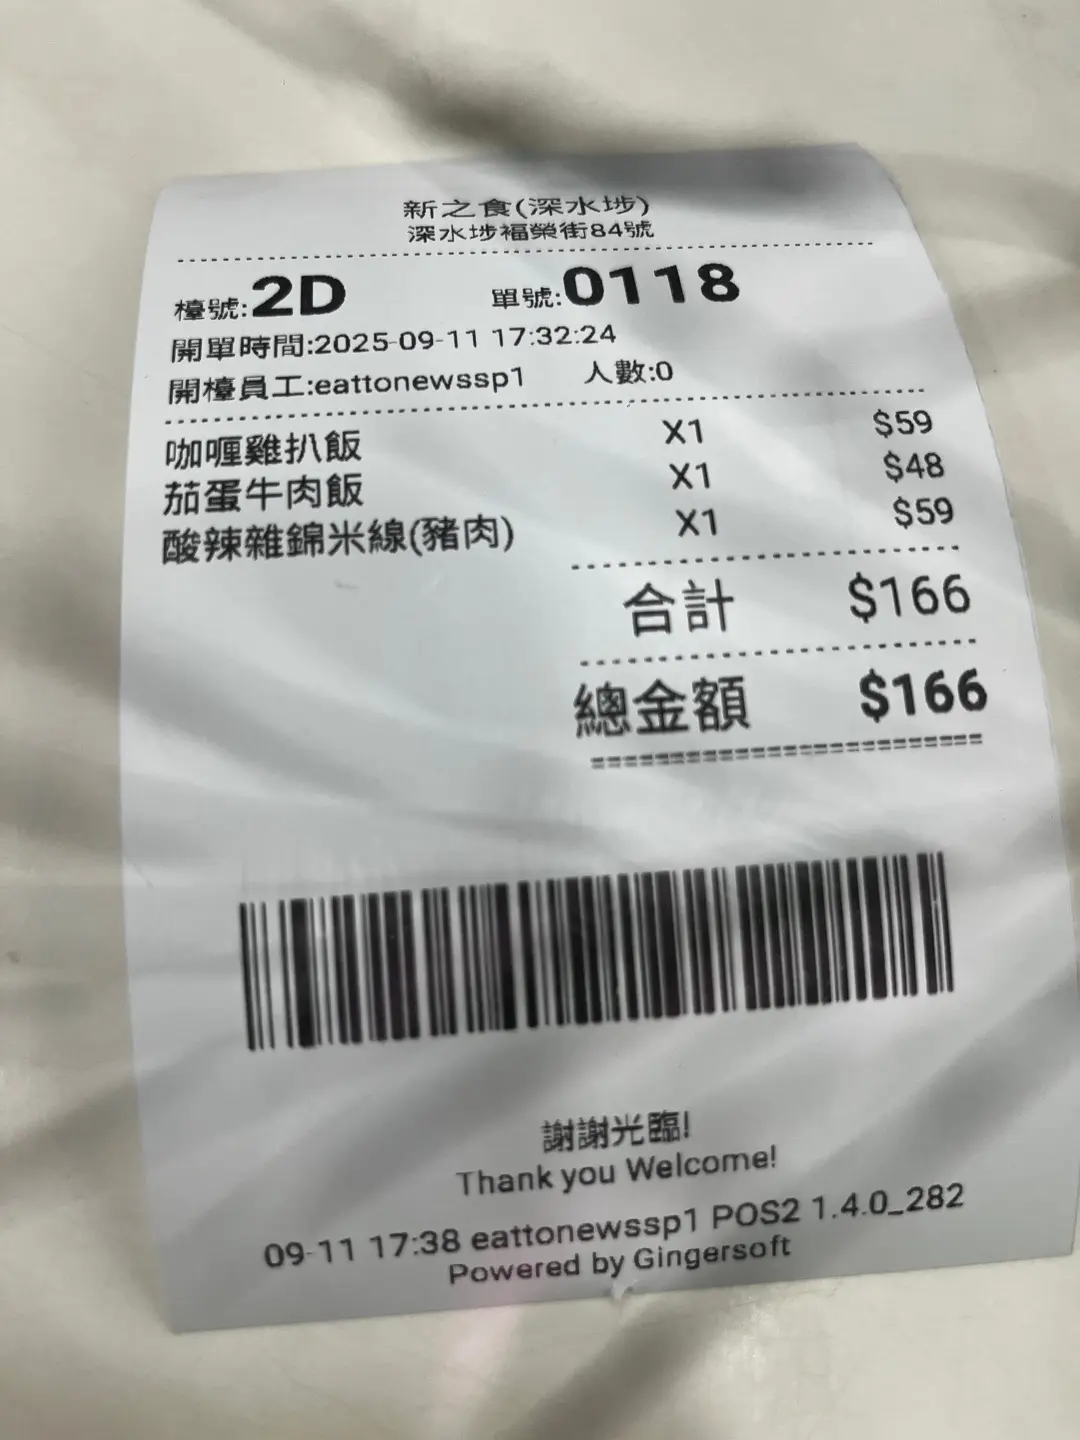 新之食(深水埗)
深水埗福榮街84號
檯號:2D 單號:0118
開單時間:2025-09-11 17:32:24
開檯員工:eattonewssp1 人數:0
咖喱雞扒飯 X1 $59
茄蛋牛肉飯 X1 $48
酸辣雜錦米線(豬肉) X1 $59
合計 $166
總金額 $166
謝謝光臨!
Thank you Welcome!
09-11 17:38 eattonewssp1 POS2 1.4.0_282
Powered by Gingersoft